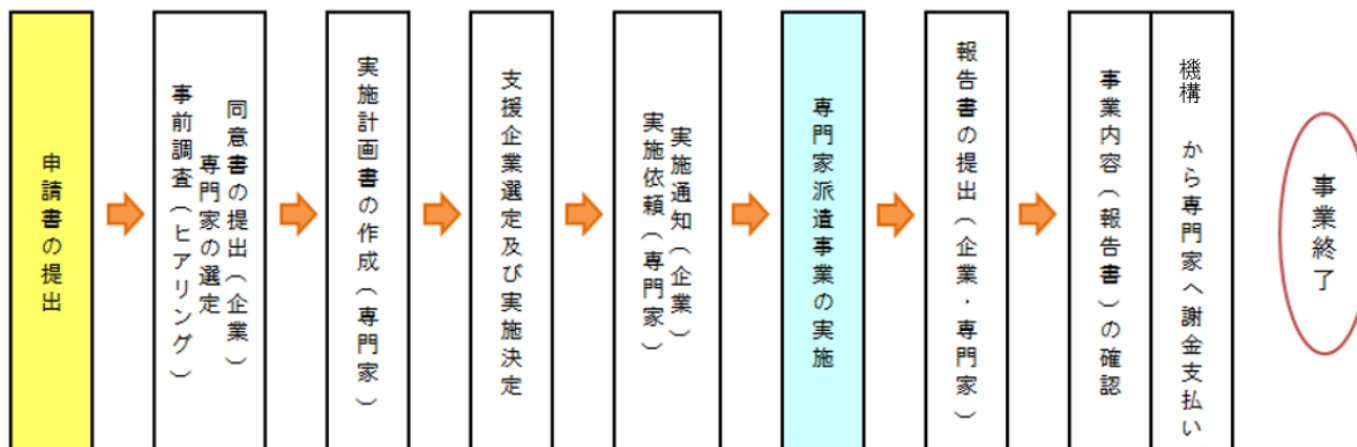 申請書の提出
同意書の提出（企業）
専門家の選定
事前調査（ヒアリング）
実施計画書の作成（専門家）
支援企業選定及び実施決定
実施通知（企業）
実施依頼（専門家）
専門家派遣事業の実施
報告書の提出（企業・専門家）
事業内容（報告書）の確認
機構　から専門家へ謝金支払い
事業終了